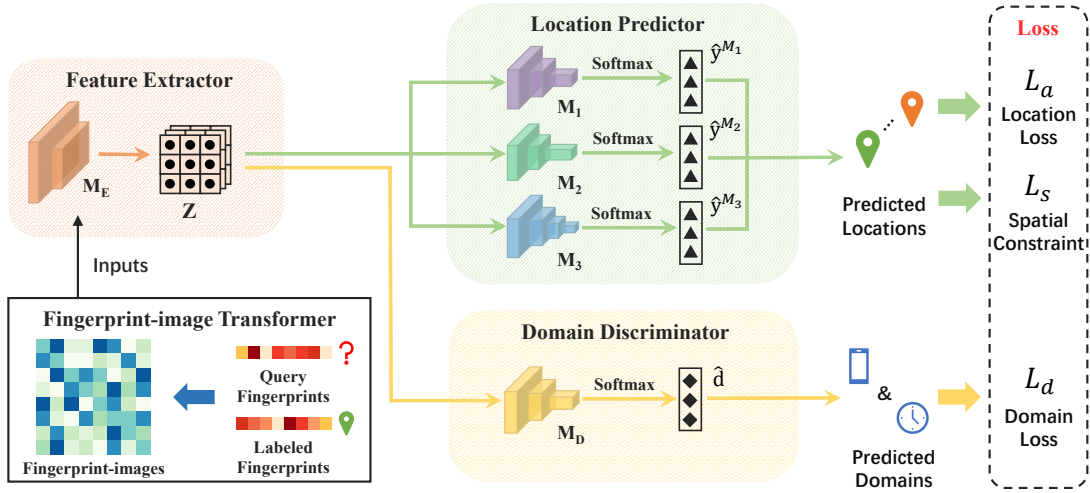 Feature Extractor
M_E
Z
Inputs
Fingerprint-image Transformer
Fingerprint-images
?
Query
Fingerprints
Labeled
Fingerprints
Location Predictor
M_1
Softmax
ŷ^{M_1}
M_2
Softmax
ŷ^{M_2}
M_3
Softmax
ŷ^{M_3}
Predicted
Locations
Domain Discriminator
M_D
Softmax
d̂
&
Predicted
Domains
Loss
L_a
Location
Loss
L_s
Spatial
Constraint
L_d
Domain
Loss